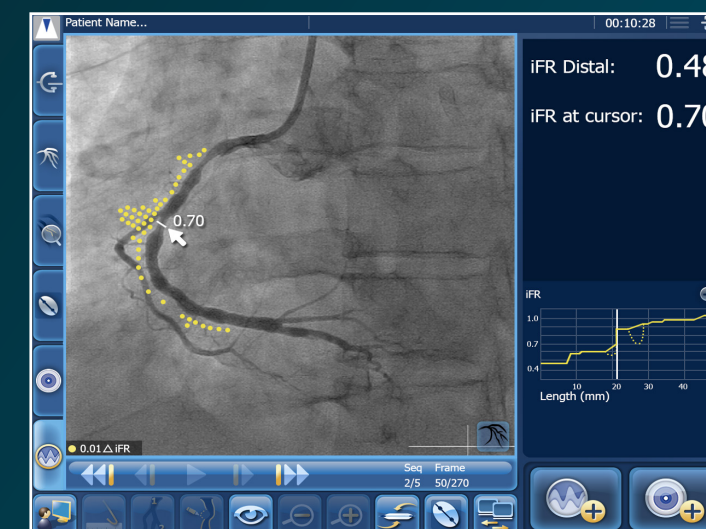 Patient Name...
00:10:28
iFR Distal: 0.48
iFR at cursor: 0.70
0.70
iFR
1.0
0.7
0.4
10 20 30 40
Length (mm)
0.01 △ iFR
Seq Frame
2/5 50/270